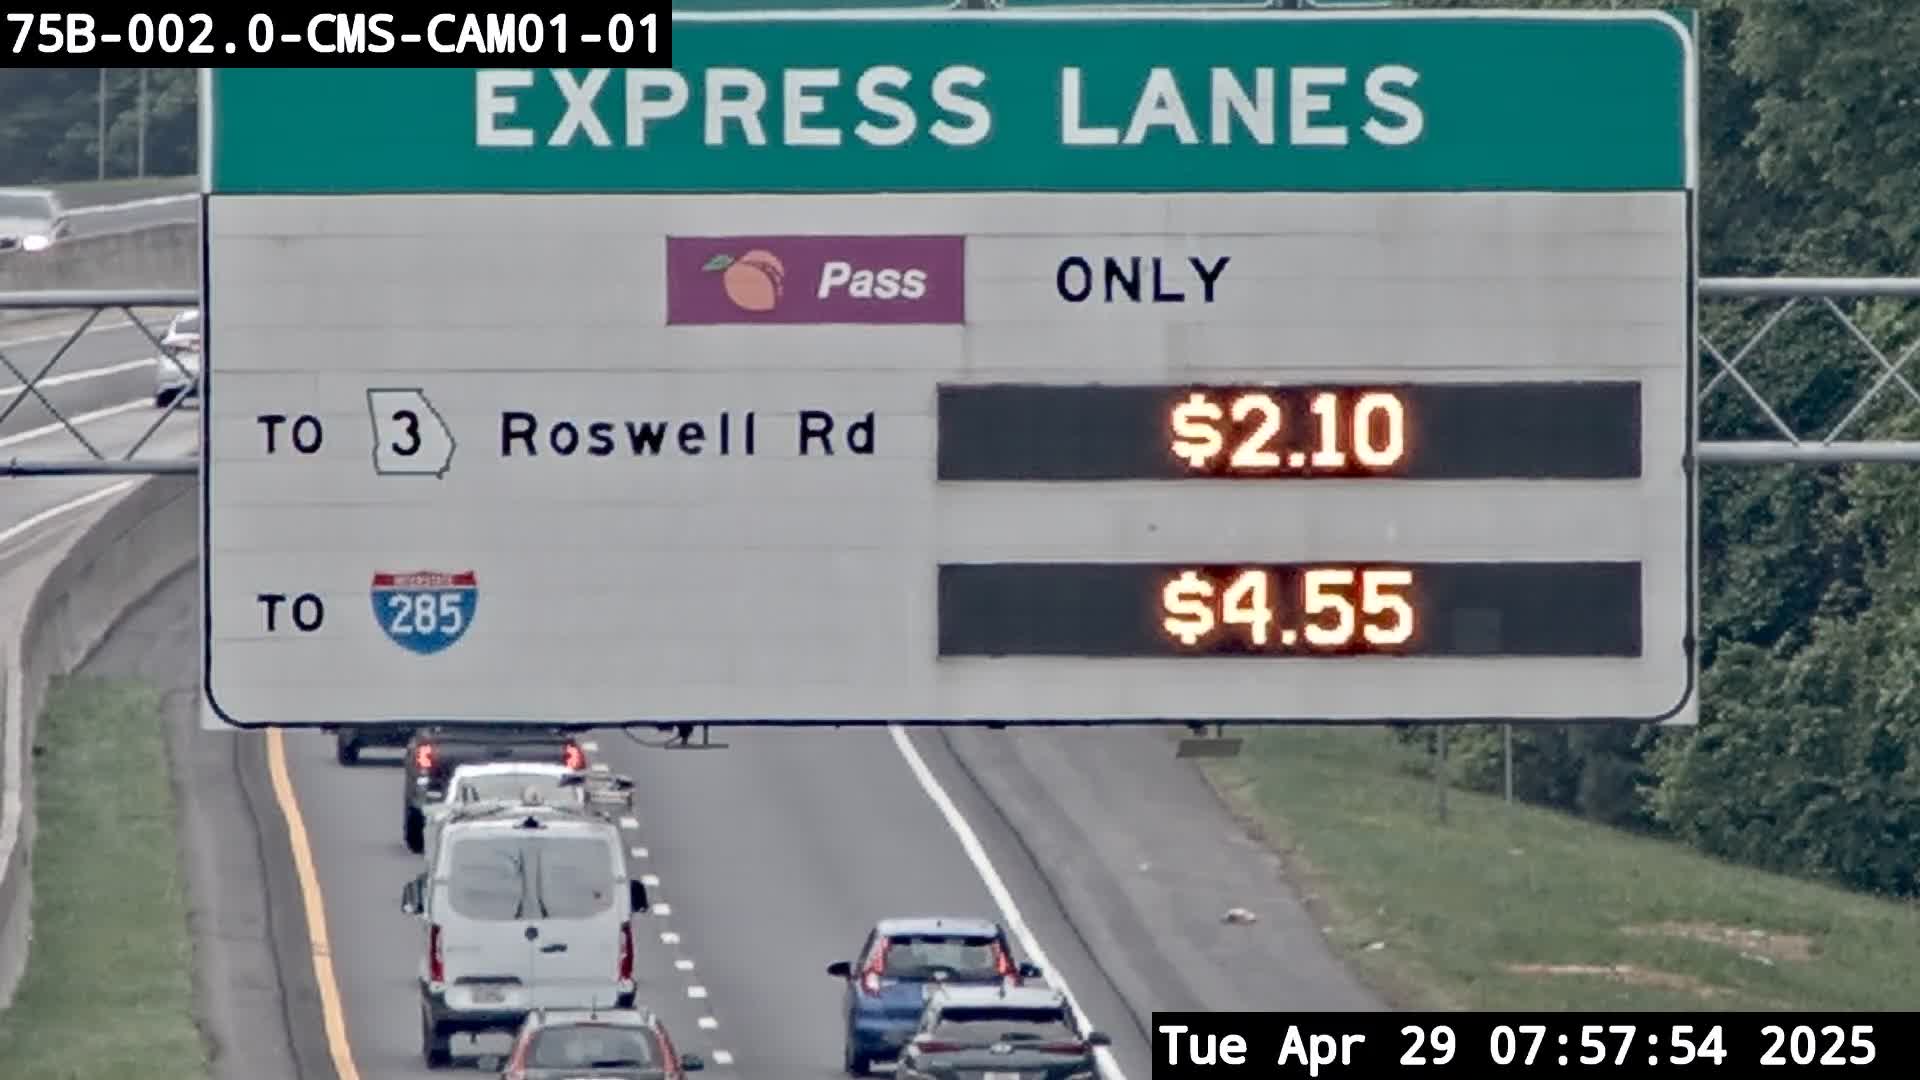 75B-002.0-CMS-CAM01-01
EXPRESS LANES
Pass ONLY
TO 3 Roswell Rd $2.10
INTERSTATE
TO 285 $4.55
Tue Apr 29 07:57:54 2025